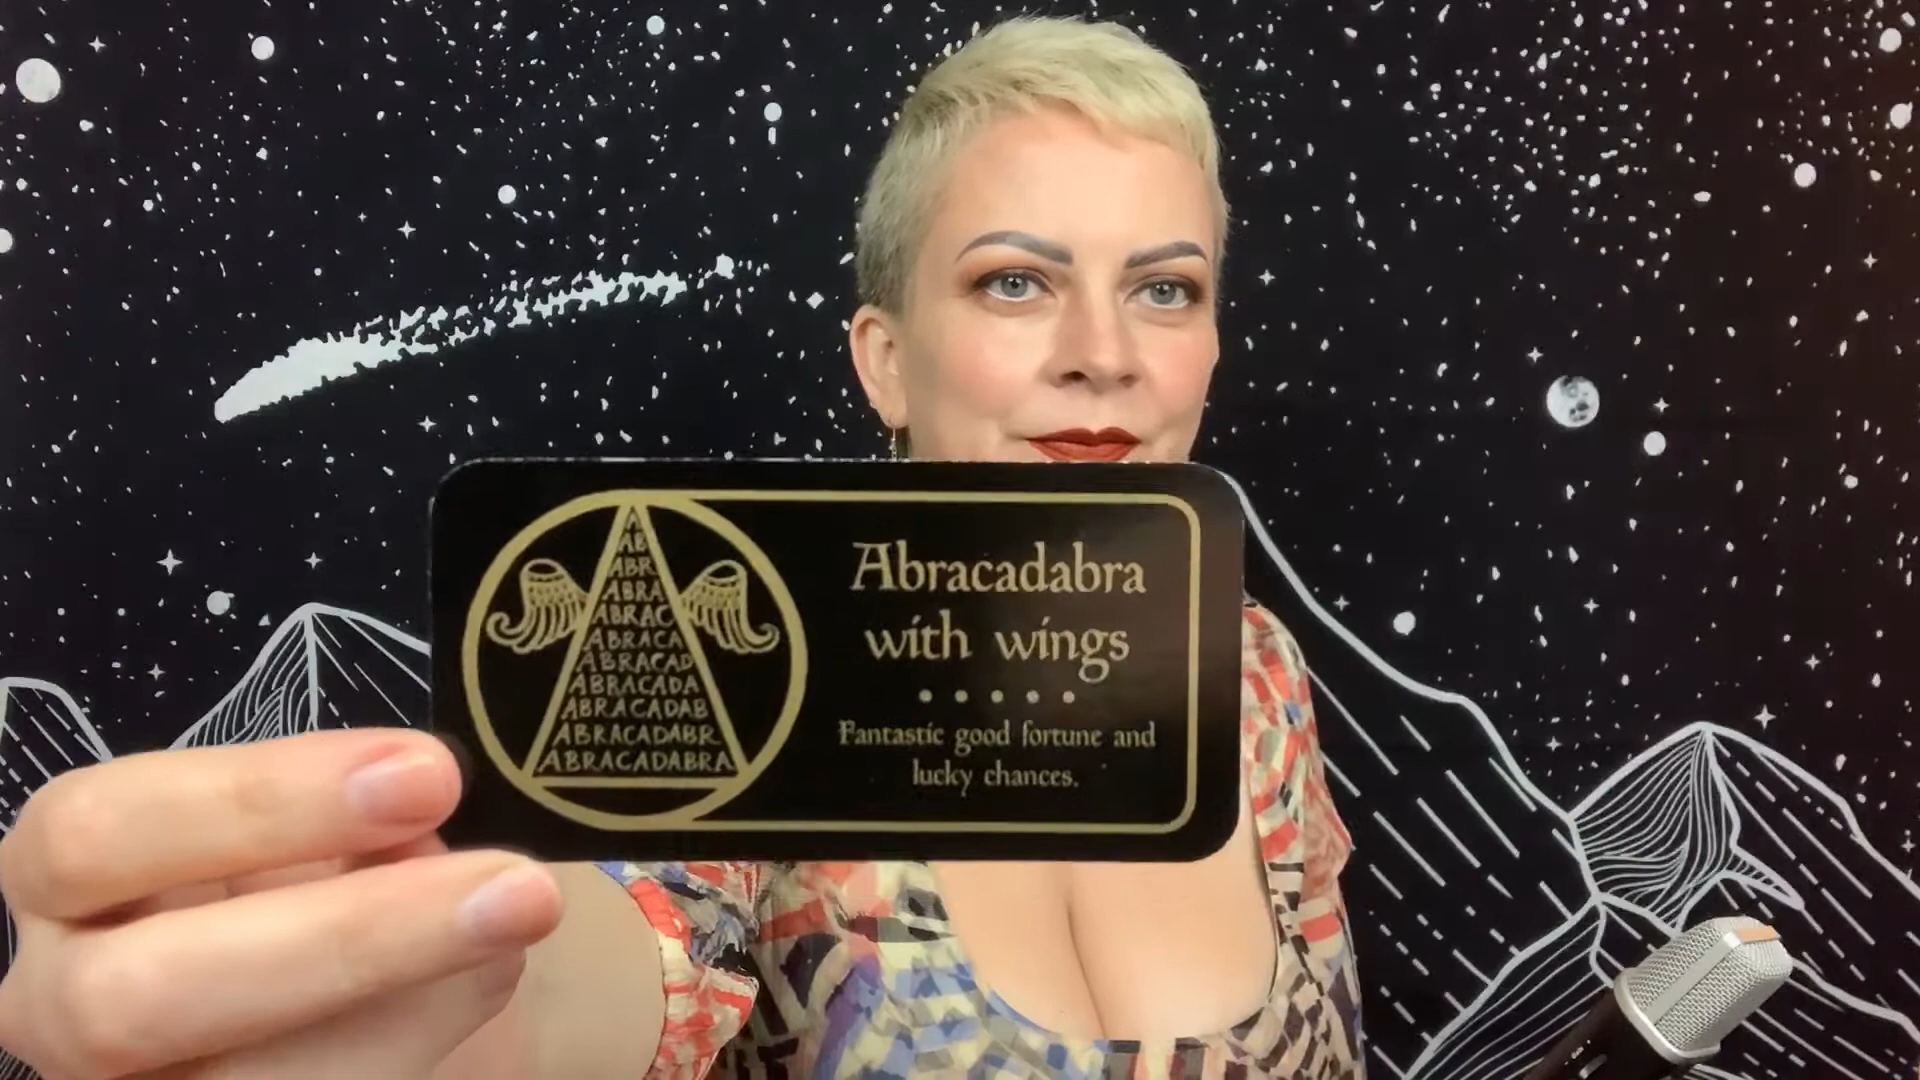 A
AB
ABR
ABRA
ABRAC
ABRACA
ABRACAD
ABRACADA
ABRACADAB
ABRACADABR
ABRACADABRA
Abracadabra
with wings
Fantastic good fortune and
lucky chances.